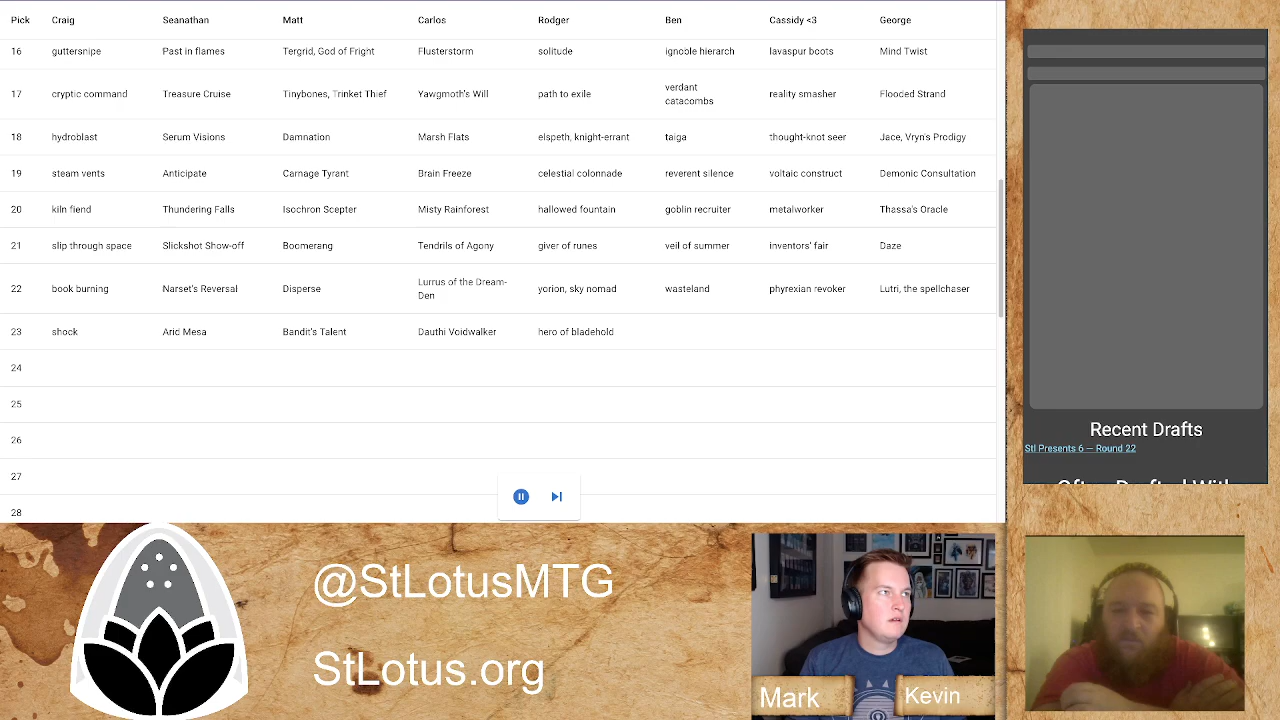 Pick Craig Seanathan Matt Carlos Rodger Ben Cassidy <3 George
16 guttersnipe Past in flames Tergrid, God of Fright Flusterstorm solitude ignoble hierarch lavaspur boots Mind Twist
17 cryptic command Treasure Cruise Tinybones, Trinket Thief Yawgmoth's Will path to exile verdant catacombs reality smasher Flooded Strand
18 hydroblast Serum Visions Damnation Marsh Flats elspeth, knight-errant taiga thought-knot seer Jace, Vryn's Prodigy
19 steam vents Anticipate Carnage Tyrant Brain Freeze celestial colonnade reverent silence voltaic construct Demonic Consultation
20 kiln fiend Thundering Falls Isochron Scepter Misty Rainforest hallowed fountain goblin recruiter metalworker Thassa's Oracle
21 slip through space Slickshot Show-off Boomerang Tendrils of Agony giver of runes veil of summer inventors' fair Daze
22 book burning Narset's Reversal Disperse Lurrus of the Dream-Den yorion, sky nomad wasteland phyrexian revoker Lutri, the spellchaser
23 shock Arid Mesa Bandit's Talent Dauthi Voidwalker hero of bladehold
24
25
26
27
28
Recent Drafts
Stl Presents 6 — Round 22
Often Drafted With
@StLotusMTG
StLotus.org
Mark
Kevin